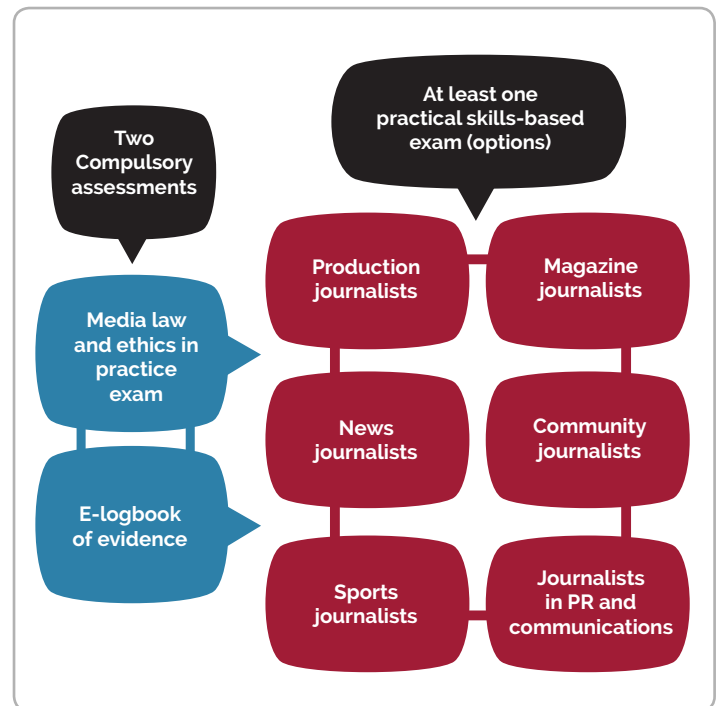 Two
Compulsory
assessments
At least one
practical skills-based
exam (options)
Media law
and ethics in
practice
exam
E-logbook
of evidence
Production
journalists
Magazine
journalists
News
journalists
Community
journalists
Sports
journalists
Journalists
in PR and
communications